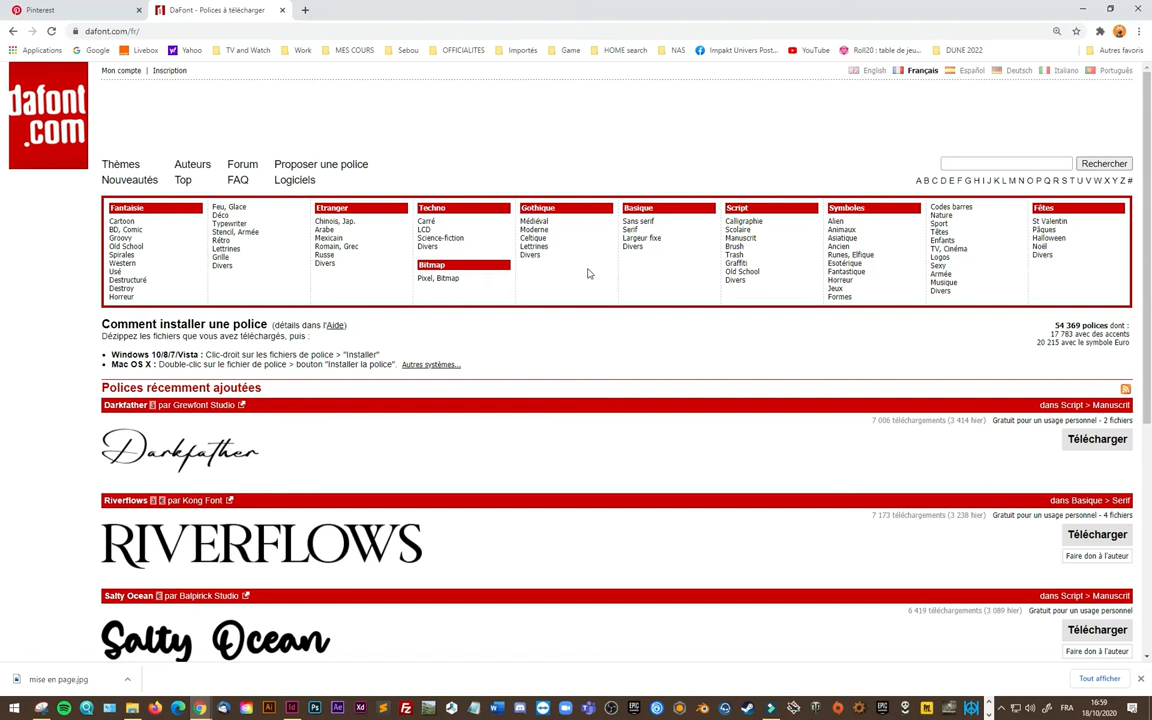 Pinterest
DaFont - Polices à télécharger
dafont.com/fr/
Applications Google Livebox Yahoo TV and Watch Work MES COURS Sebou OFFICIALITES Importés Game HOME search NAS Impakt Univers Post... YouTube Roll20 : table de jeu... DUNE 2022 Autres favoris
dafont
.com
Mon compte | Inscription
English Français Español Deutsch Italiano Português
Thèmes Auteurs Forum Proposer une police
Nouveautés Top FAQ Logiciels
Rechercher
A B C D E F G H I J K L M N O P Q R S T U V W X Y Z #
Fantaisie
Cartoon
BD, Comic
Groovy
Old School
Spirales
Western
Usé
Destructuré
Destroy
Horreur
Feu, Glace
Déco
Typewriter
Stencil, Armée
Rétro
Lettrines
Grille
Divers
Etranger
Chinois, Jap.
Arabe
Mexicain
Romain, Grec
Russe
Divers
Techno
Carré
LCD
Science-fiction
Divers
Bitmap
Pixel, Bitmap
Gothique
Médiéval
Moderne
Celtique
Lettrines
Divers
Basique
Sans serif
Serif
Largeur fixe
Divers
Script
Calligraphie
Scolaire
Manuscrit
Brush
Trash
Graffiti
Old School
Divers
Symboles
Alien
Animaux
Asiatique
Ancien
Runes, Elfique
Esotérique
Fantastique
Horreur
Jeux
Formes
Codes barres
Nature
Sport
Têtes
Enfants
TV, Cinéma
Logos
Sexy
Armée
Musique
Divers
Fêtes
St Valentin
Pâques
Halloween
Noël
Divers
Comment installer une police (détails dans l'Aide)
Dézippez les fichiers que vous avez téléchargés, puis :
Windows 10/8/7/Vista : Clic-droit sur les fichiers de police > "Installer"
Mac OS X : Double-clic sur le fichier de police > bouton "Installer la police". Autres systèmes...
54 369 polices dont :
17 783 avec des accents
20 215 avec le symbole Euro
Polices récemment ajoutées
Darkfather à par Grewfont Studio dans Script > Manuscrit
7 006 téléchargements (3 414 hier) Gratuit pour un usage personnel - 2 fichiers
Darkfather
Télécharger
Riverflows à € par Kong Font dans Basique > Serif
7 173 téléchargements (3 238 hier) Gratuit pour un usage personnel - 4 fichiers
RIVERFLOWS
Télécharger
Faire don à l'auteur
Salty Ocean € par Balpirick Studio dans Script > Manuscrit
6 419 téléchargements (3 089 hier) Gratuit pour un usage personnel
Salty Ocean
Télécharger
Faire don à l'auteur
mise en page.jpg
Tout afficher
FRA
16:59
18/10/2020